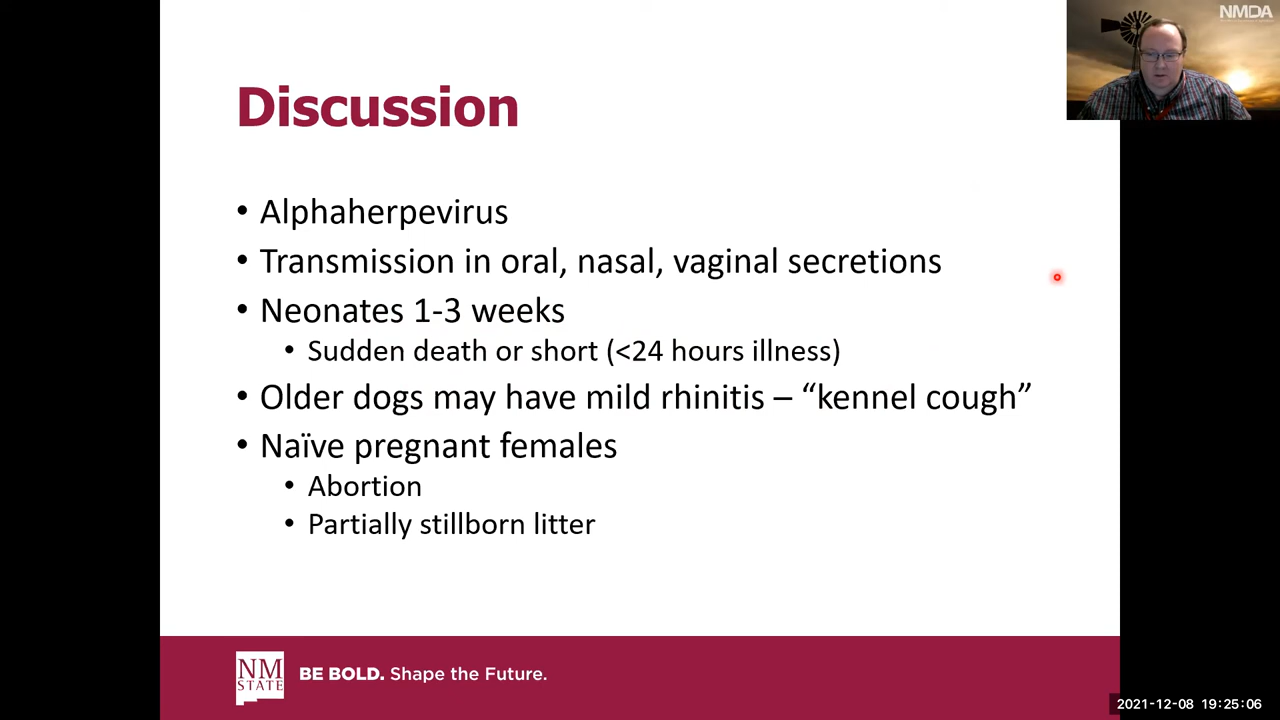 NMDA
Discussion
• Alphaherpevirus
• Transmission in oral, nasal, vaginal secretions
• Neonates 1-3 weeks
• Sudden death or short (<24 hours illness)
• Older dogs may have mild rhinitis – “kennel cough”
• Naïve pregnant females
• Abortion
• Partially stillborn litter
NM
STATE
BE BOLD. Shape the Future.
2021-12-08 19:25:06